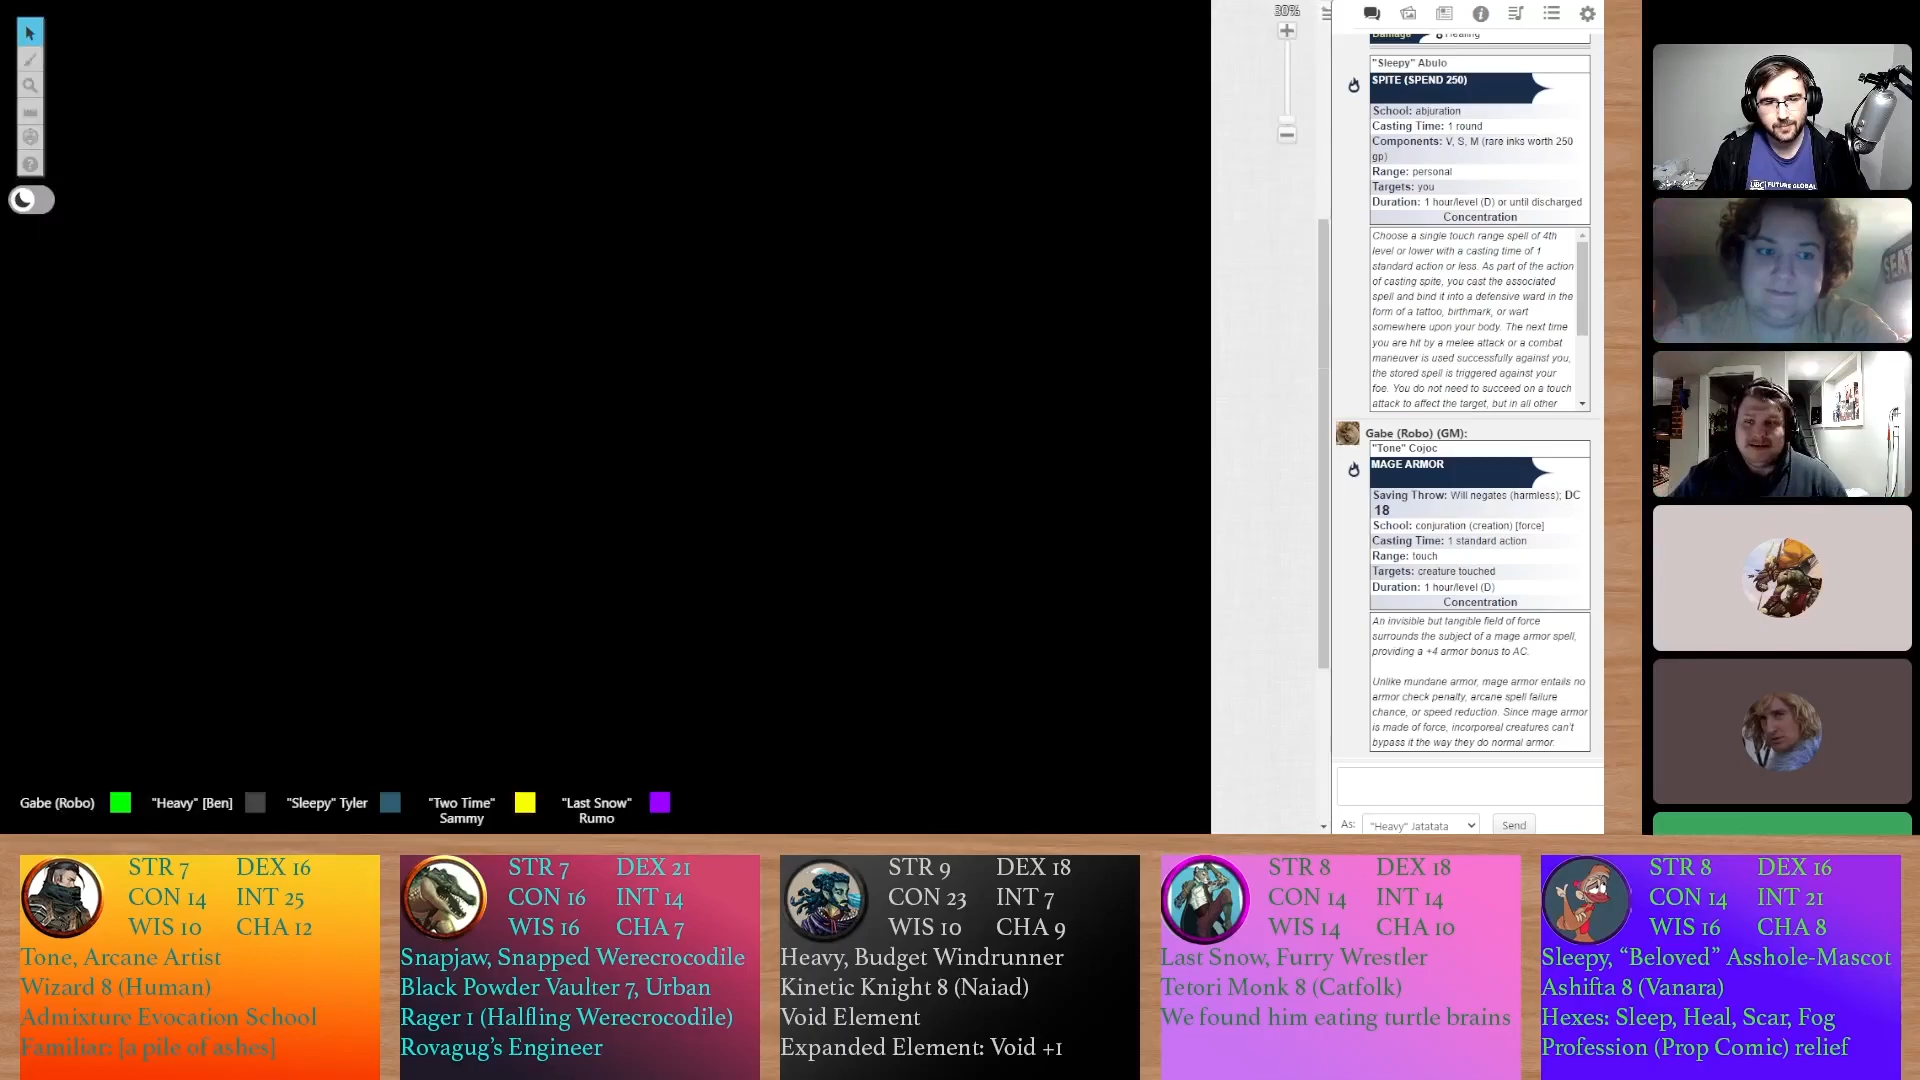 30%
Damage 8 Healing
"Sleepy" Abulo
SPITE (SPEND 250)
School: abjuration
Casting Time: 1 round
Components: V, S, M (rare inks worth 250
gp)
Range: personal
Targets: you
Duration: 1 hour/level (D) or until discharged
Concentration
Choose a single touch range spell of 4th
level or lower with a casting time of 1
standard action or less. As part of the action
of casting spite, you cast the associated
spell and bind it into a defensive ward in the
form of a tattoo, birthmark, or wart
somewhere upon your body. The next time
you are hit by a melee attack or a combat
maneuver is used successfully against you,
the stored spell is triggered against your
foe. You do not need to succeed on a touch
attack to affect the target, but in all other
Gabe (Robo) (GM):
"Tone" Cojoc
MAGE ARMOR
Saving Throw: Will negates (harmless); DC
18
School: conjuration (creation) [force]
Casting Time: 1 standard action
Range: touch
Targets: creature touched
Duration: 1 hour/level (D)
Concentration
An invisible but tangible field of force
surrounds the subject of a mage armor spell,
providing a +4 armor bonus to AC.
Unlike mundane armor, mage armor entails no
armor check penalty, arcane spell failure
chance, or speed reduction. Since mage armor
is made of force, incorporeal creatures can't
bypass it the way they do normal armor.
As: "Heavy" Jatatata Send
UBC FUTURE GLOBAL
SEAT
Gabe (Robo)
"Heavy" [Ben]
"Sleepy" Tyler
"Two Time"
Sammy
"Last Snow"
Rumo
STR 7 DEX 16
CON 14 INT 25
WIS 10 CHA 12
Tone, Arcane Artist
Wizard 8 (Human)
Admixture Evocation School
Familiar: [a pile of ashes]
STR 7 DEX 21
CON 16 INT 14
WIS 16 CHA 7
Snapjaw, Snapped Werecrocodile
Black Powder Vaulter 7, Urban
Rager 1 (Halfling Werecrocodile)
Rovagug's Engineer
STR 9 DEX 18
CON 23 INT 7
WIS 10 CHA 9
Heavy, Budget Windrunner
Kinetic Knight 8 (Naiad)
Void Element
Expanded Element: Void +1
STR 8 DEX 18
CON 14 INT 14
WIS 14 CHA 10
Last Snow, Furry Wrestler
Tetori Monk 8 (Catfolk)
We found him eating turtle brains
STR 8 DEX 16
CON 14 INT 21
WIS 16 CHA 8
Sleepy, “Beloved” Asshole-Mascot
Ashifta 8 (Vanara)
Hexes: Sleep, Heal, Scar, Fog
Profession (Prop Comic) relief